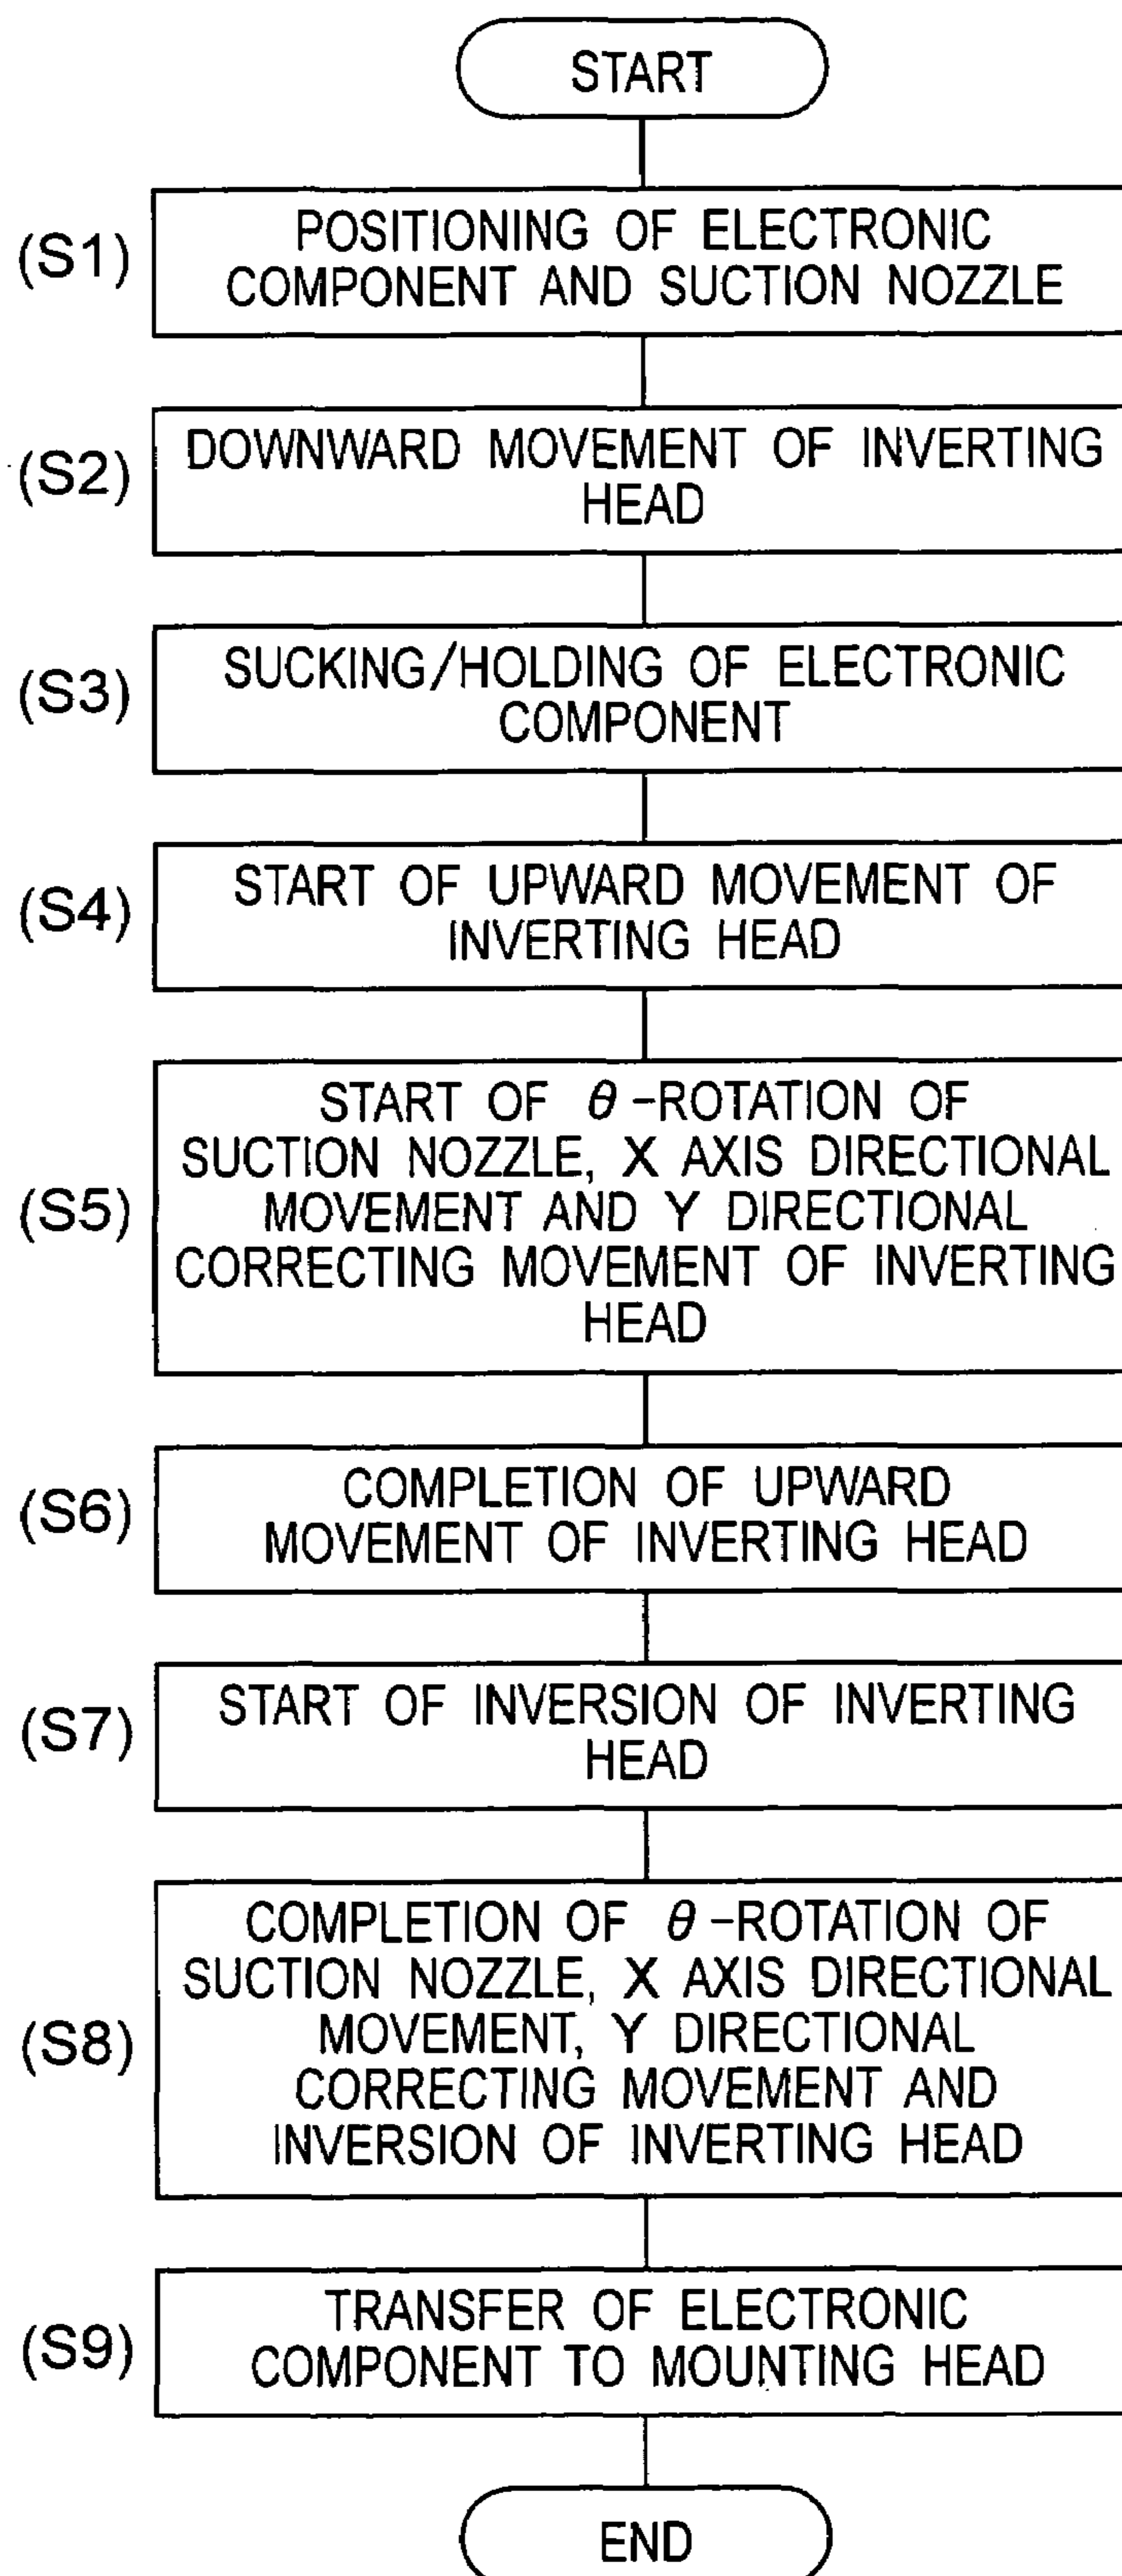 START
(S1)
POSITIONING OF ELECTRONIC
COMPONENT AND SUCTION NOZZLE
(S2)
DOWNWARD MOVEMENT OF INVERTING
HEAD
(S3)
SUCKING/HOLDING OF ELECTRONIC
COMPONENT
(S4)
START OF UPWARD MOVEMENT OF
INVERTING HEAD
(S5)
START OF θ-ROTATION OF
SUCTION NOZZLE, X AXIS DIRECTIONAL
MOVEMENT AND Y DIRECTIONAL
CORRECTING MOVEMENT OF INVERTING
HEAD
(S6)
COMPLETION OF UPWARD
MOVEMENT OF INVERTING HEAD
(S7)
START OF INVERSION OF INVERTING
HEAD
(S8)
COMPLETION OF θ-ROTATION OF
SUCTION NOZZLE, X AXIS DIRECTIONAL
MOVEMENT, Y DIRECTIONAL
CORRECTING MOVEMENT AND
INVERSION OF INVERTING HEAD
(S9)
TRANSFER OF ELECTRONIC
COMPONENT TO MOUNTING HEAD
END